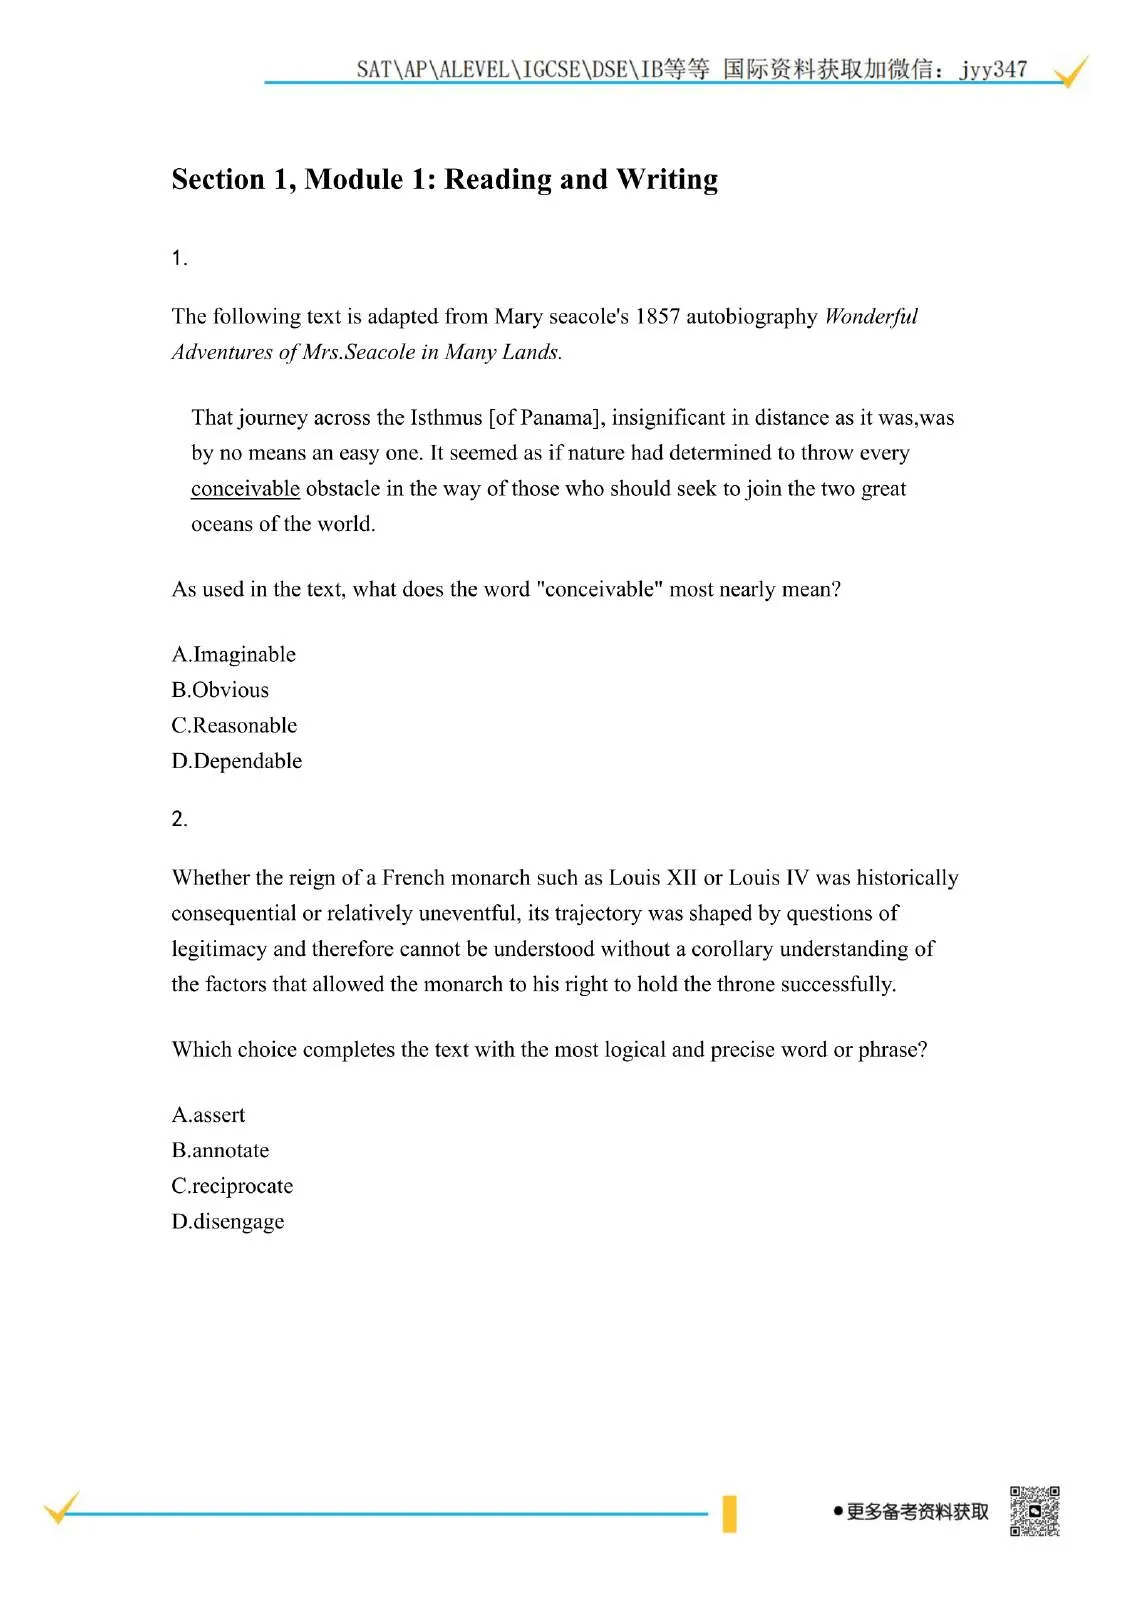 SAT\AP\ALEVEL\IGCSE\DSE\IB等等 国际资料获取加微信：jyy347
Section 1, Module 1: Reading and Writing
1.
The following text is adapted from Mary seacole's 1857 autobiography Wonderful
Adventures of Mrs.Seacole in Many Lands.
That journey across the Isthmus [of Panama], insignificant in distance as it was,was
by no means an easy one. It seemed as if nature had determined to throw every
conceivable obstacle in the way of those who should seek to join the two great
oceans of the world.
As used in the text, what does the word "conceivable" most nearly mean?
A.Imaginable
B.Obvious
C.Reasonable
D.Dependable
2.
Whether the reign of a French monarch such as Louis XII or Louis IV was historically
consequential or relatively uneventful, its trajectory was shaped by questions of
legitimacy and therefore cannot be understood without a corollary understanding of
the factors that allowed the monarch to his right to hold the throne successfully.
Which choice completes the text with the most logical and precise word or phrase?
A.assert
B.annotate
C.reciprocate
D.disengage
●更多备考资料获取